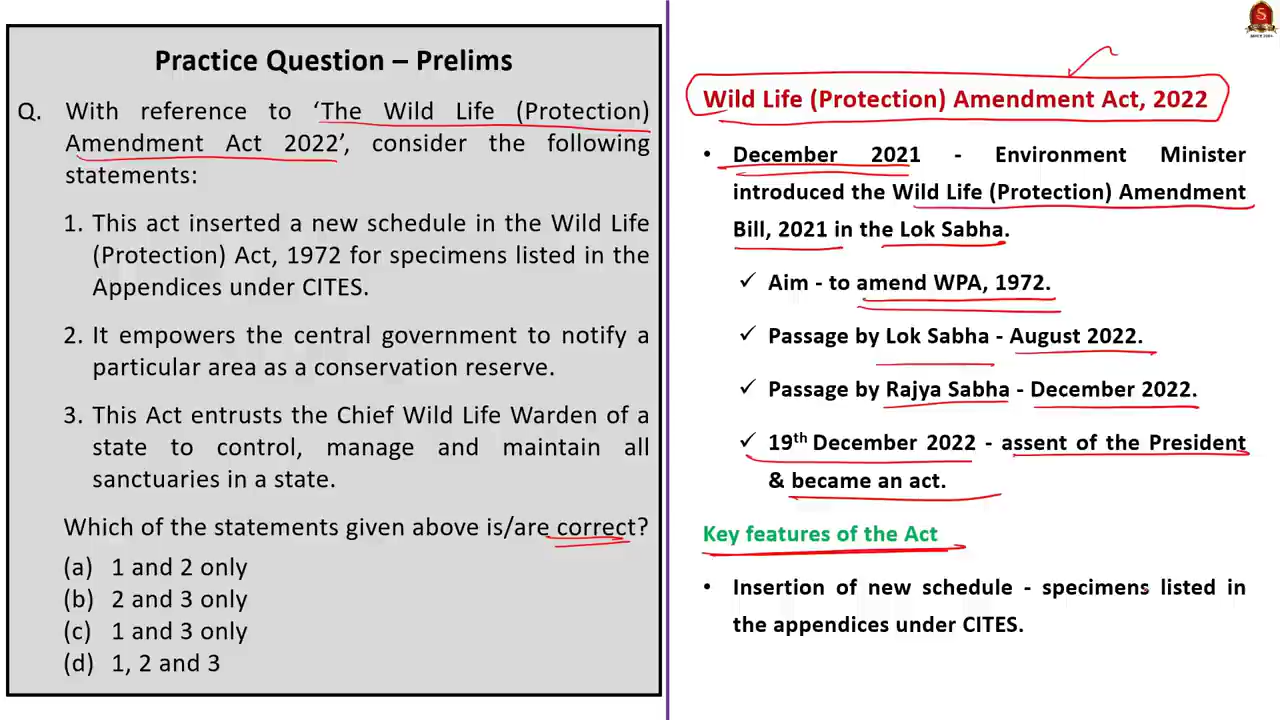 Practice Question – Prelims
Q. With reference to ‘The Wild Life (Protection)
Amendment Act 2022’, consider the following
statements:
1. This act inserted a new schedule in the Wild Life
(Protection) Act, 1972 for specimens listed in the
Appendices under CITES.
2. It empowers the central government to notify a
particular area as a conservation reserve.
3. This Act entrusts the Chief Wild Life Warden of a
state to control, manage and maintain all
sanctuaries in a state.
Which of the statements given above is/are correct?
(a) 1 and 2 only
(b) 2 and 3 only
(c) 1 and 3 only
(d) 1, 2 and 3
Wild Life (Protection) Amendment Act, 2022
• December 2021 - Environment Minister
introduced the Wild Life (Protection) Amendment
Bill, 2021 in the Lok Sabha.
✓ Aim - to amend WPA, 1972.
✓ Passage by Lok Sabha - August 2022.
✓ Passage by Rajya Sabha - December 2022.
✓ 19th December 2022 - assent of the President
& became an act.
Key features of the Act
• Insertion of new schedule - specimens listed in
the appendices under CITES.